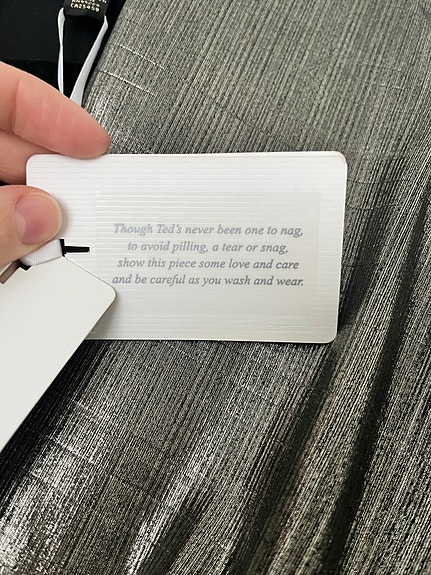 CA25459
Though Ted's never been one to nag,
to avoid pilling, a tear or snag,
show this piece some love and care
and be careful as you wash and wear.